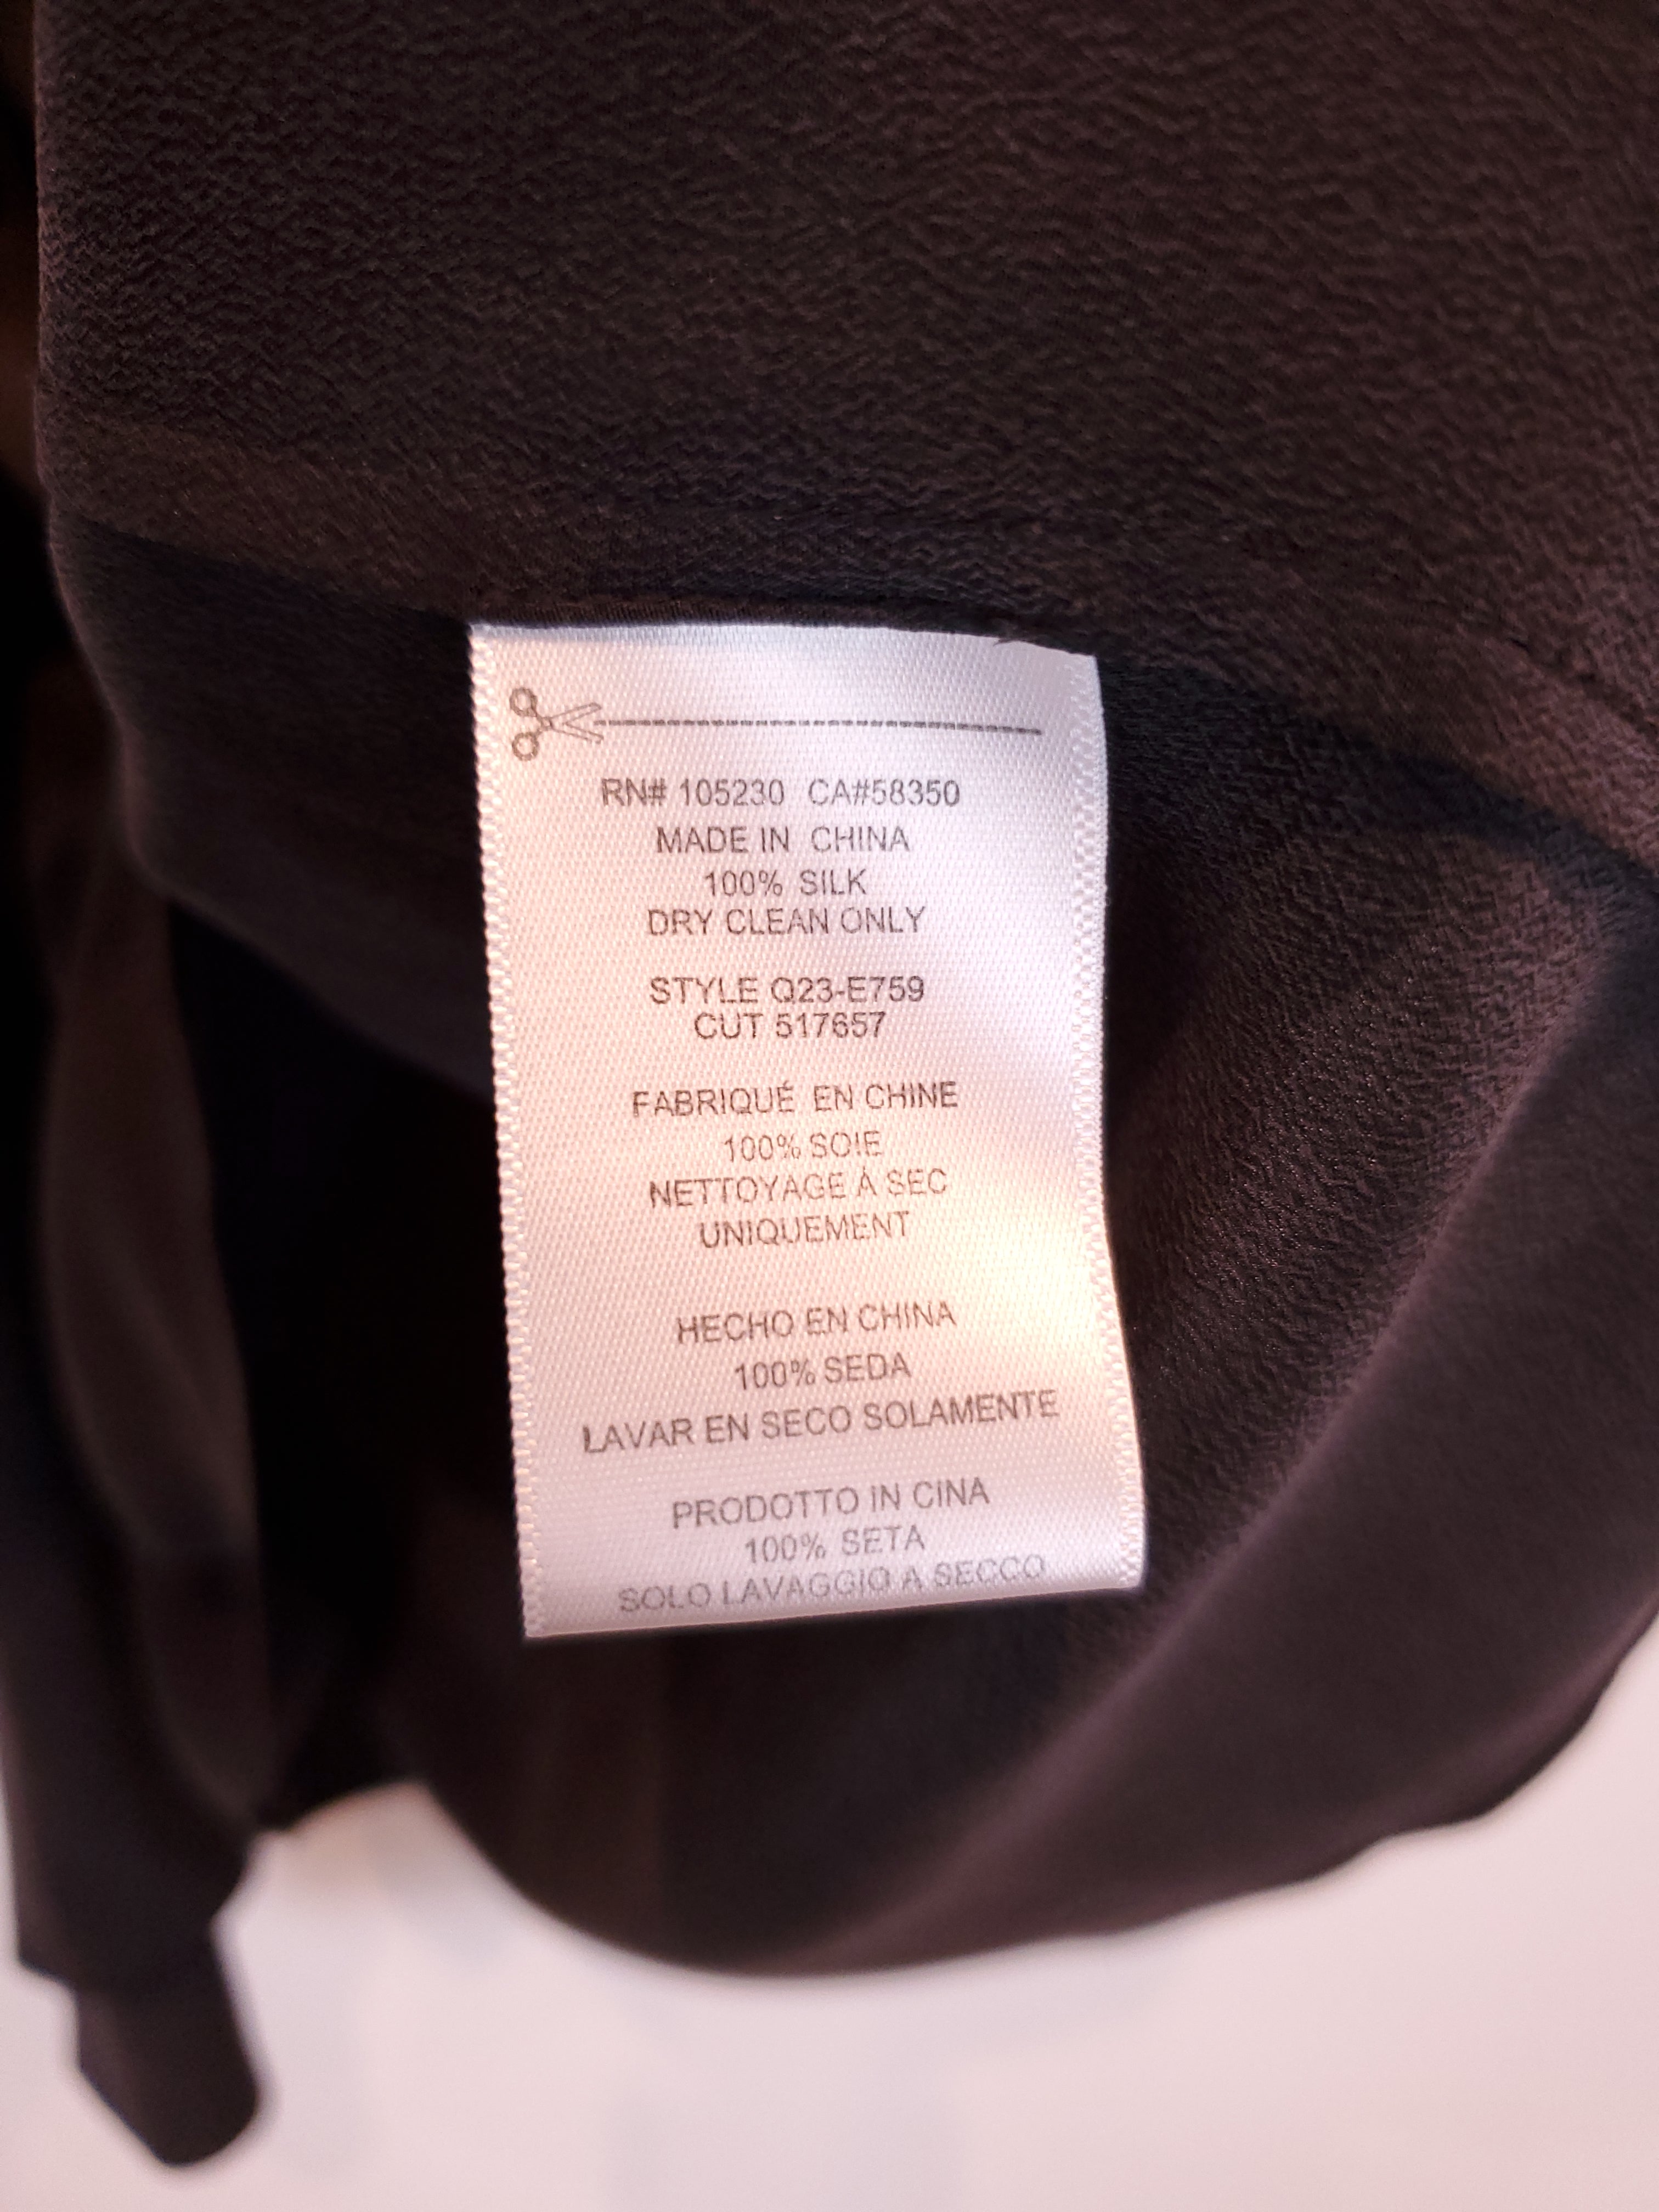 RN# 105230 CA#58350
MADE IN CHINA
100% SILK
DRY CLEAN ONLY
STYLE Q23-E759
CUT 517657
FABRIQUÉ EN CHINE
100% SOIE
NETTOYAGE À SEC
UNIQUEMENT
HECHO EN CHINA
100% SEDA
LAVAR EN SECO SOLAMENTE
PRODOTTO IN CINA
100% SETA
SOLO LAVAGGIO A SECCO